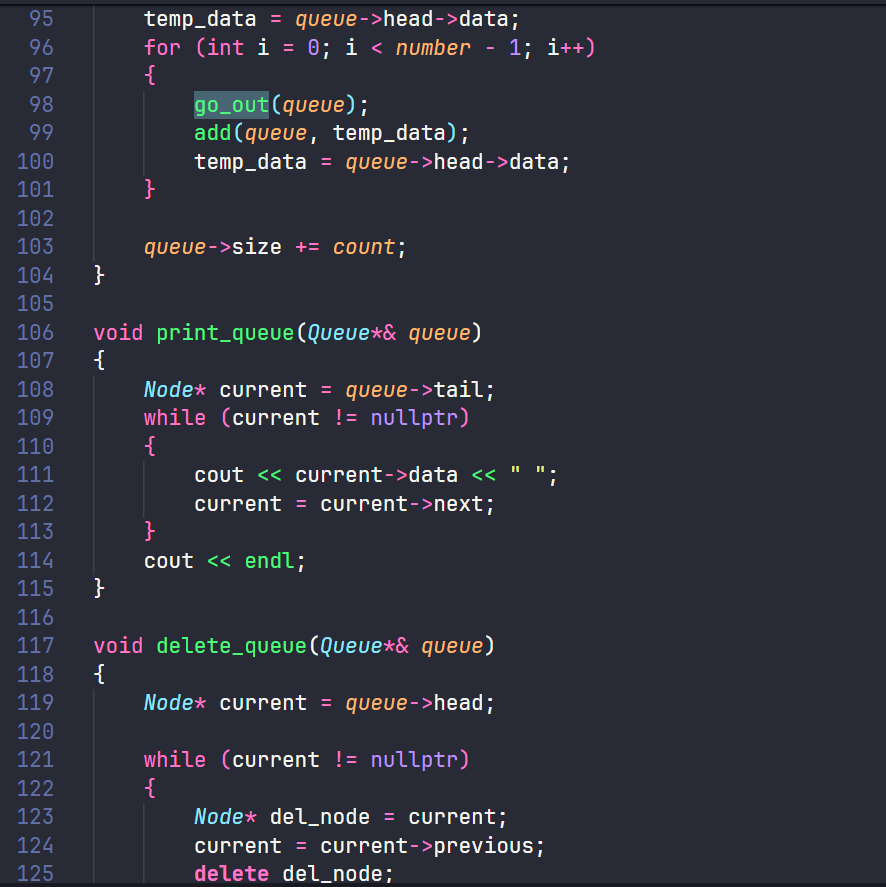 95 temp_data = queue->head->data;
96 for (int i = 0; i < number - 1; i++)
97 {
98 go_out(queue);
99 add(queue, temp_data);
100 temp_data = queue->head->data;
101 }
102
103 queue->size += count;
104 }
105
106 void print_queue(Queue*& queue)
107 {
108 Node* current = queue->tail;
109 while (current != nullptr)
110 {
111 cout << current->data << " ";
112 current = current->next;
113 }
114 cout << endl;
115 }
116
117 void delete_queue(Queue*& queue)
118 {
119 Node* current = queue->head;
120
121 while (current != nullptr)
122 {
123 Node* del_node = current;
124 current = current->previous;
125 delete del_node;